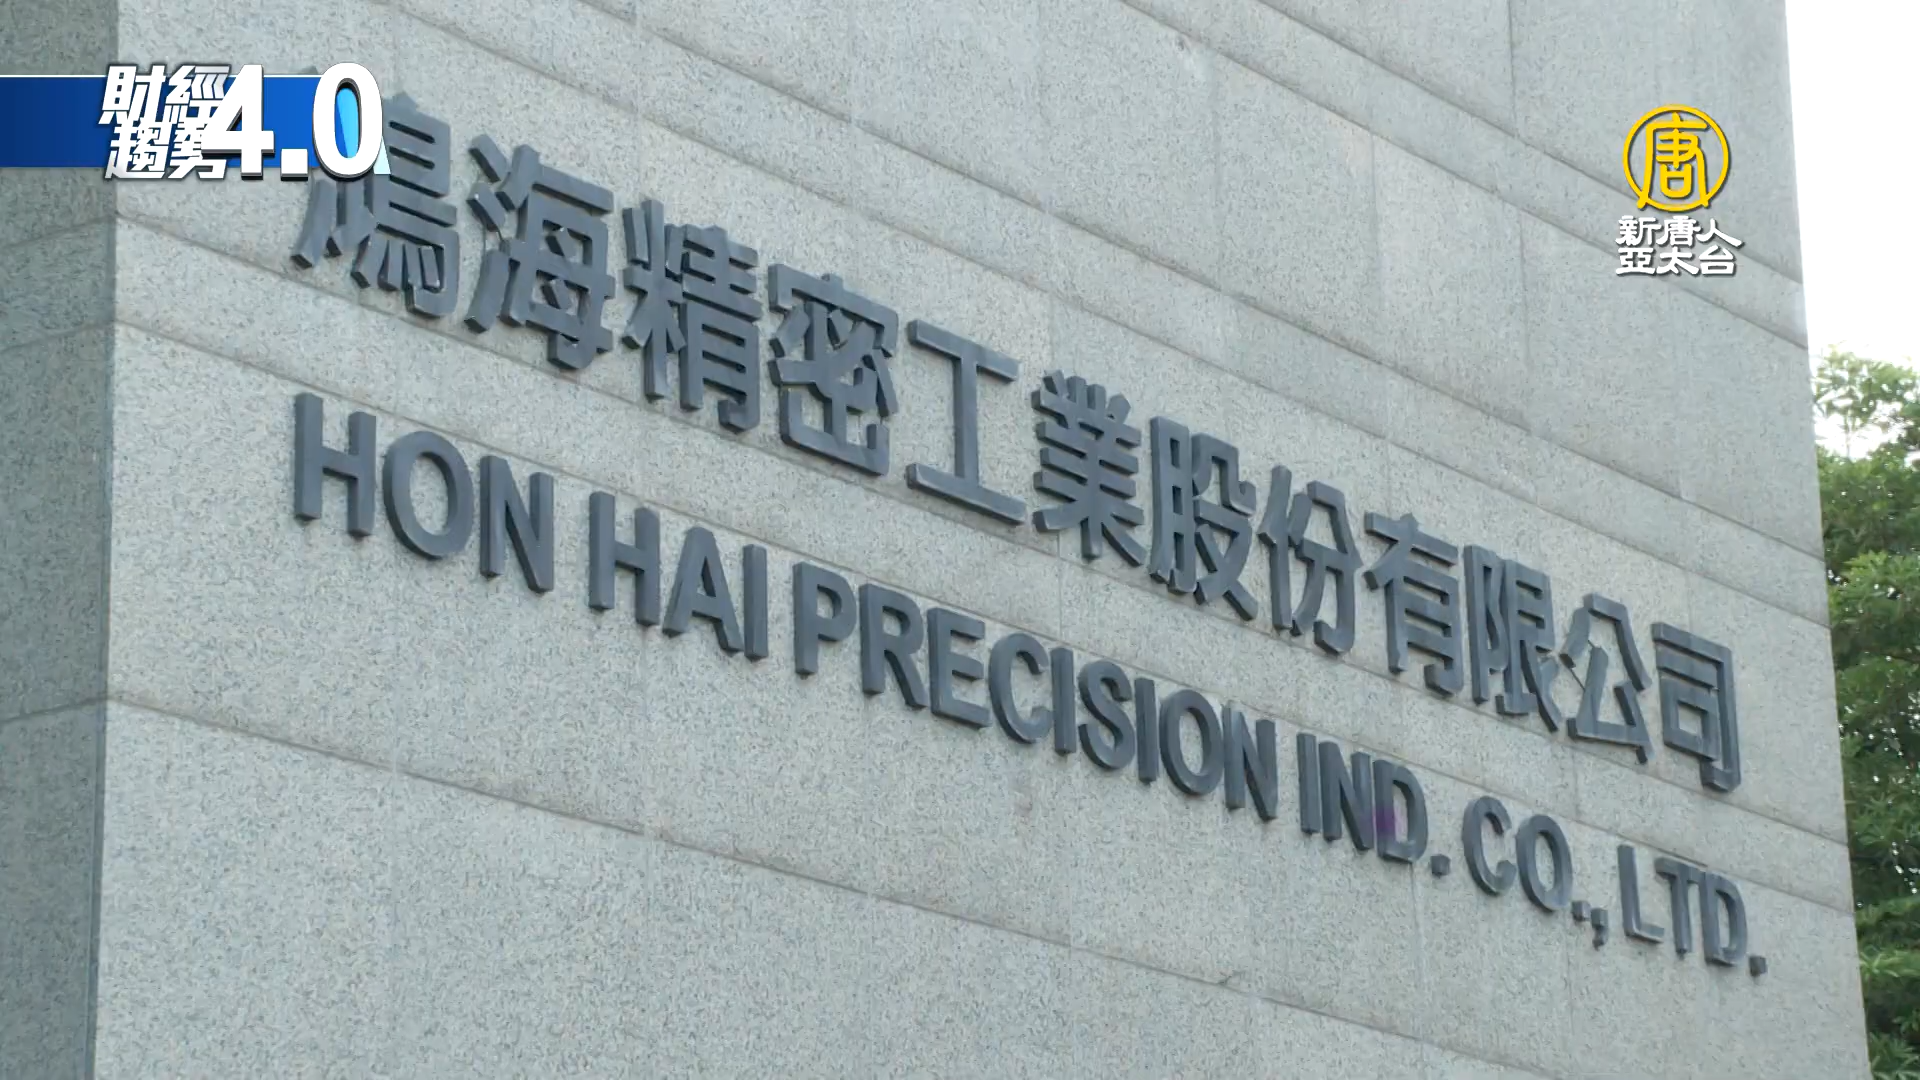 財經
趨勢4.0
唐
新唐人
亞太台
鴻海精密工業股份有限公司
HON HAI PRECISION IND. CO., LTD.